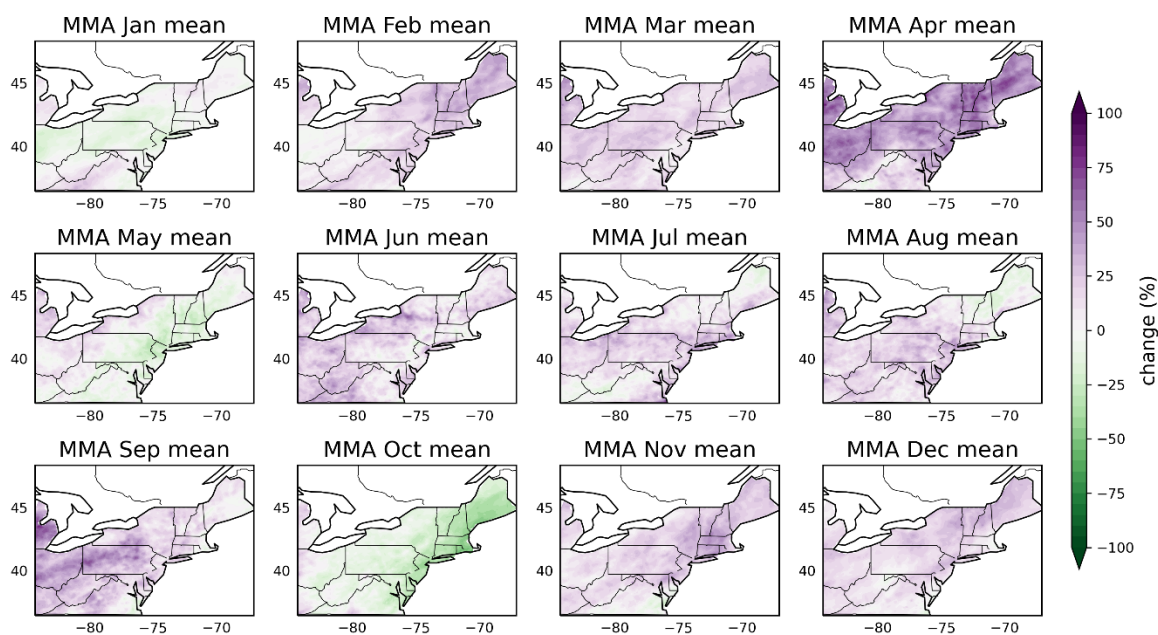 MMA Jan mean MMA Feb mean MMA Mar mean MMA Apr mean
45 45 45 45
40 40 40 40
−80 −75 −70 −80 −75 −70 −80 −75 −70 −80 −75 −70
MMA May mean MMA Jun mean MMA Jul mean MMA Aug mean
45 45 45 45
40 40 40 40
−80 −75 −70 −80 −75 −70 −80 −75 −70 −80 −75 −70
MMA Sep mean MMA Oct mean MMA Nov mean MMA Dec mean
45 45 45 45
40 40 40 40
−80 −75 −70 −80 −75 −70 −80 −75 −70 −80 −75 −70
100
75
50
25
0
−25
−50
−75
−100
change (%)